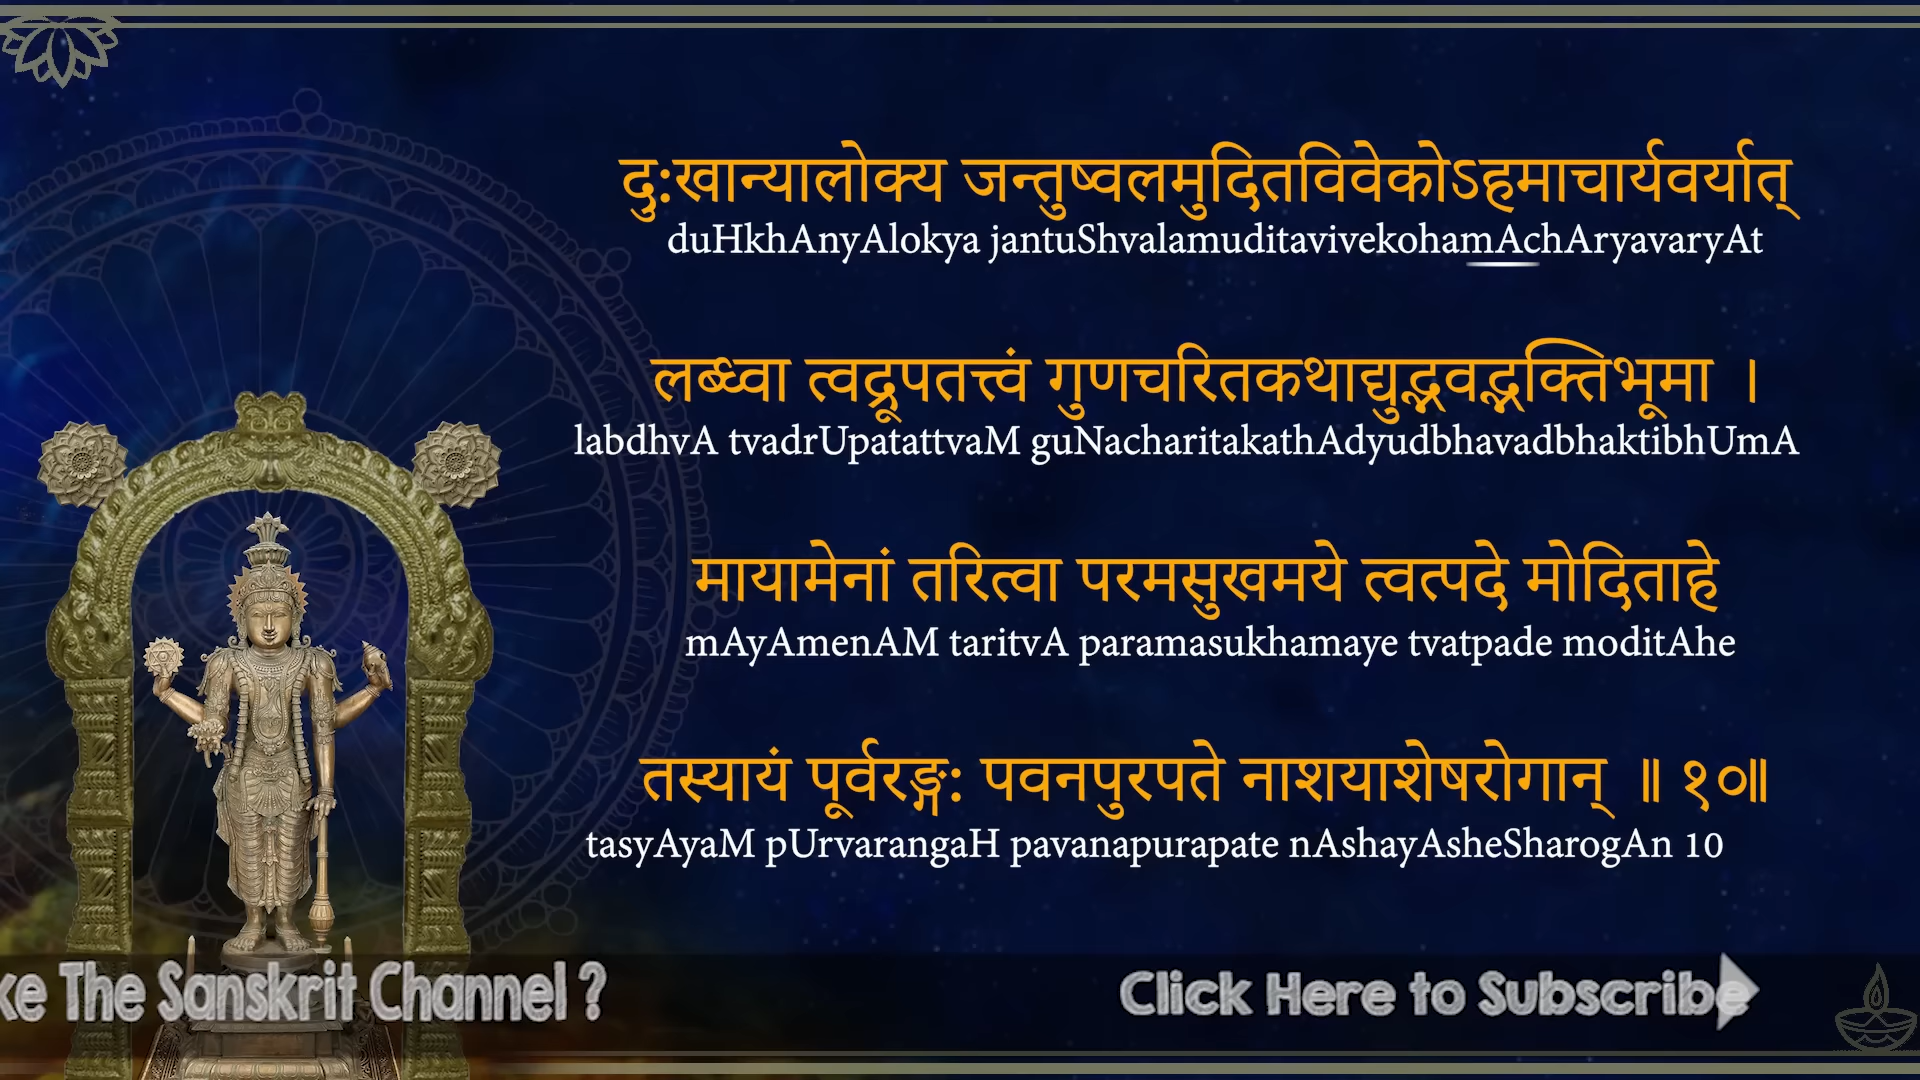 दु:खान्यालोक्य जन्तुष्वलमुदितविवेकोऽहमाचार्यवर्यात्
duHkhAnyAlokya jantuShvalamuditavivekohamAchAryavaryAt
लब्ध्वा त्वद्रूपतत्त्वं गुणचरितकथाद्युद्भवद्भक्तिभूमा ।
labdhvA tvadrUpatattvaM guNacharitakathAdyudbhavadbhaktibhUmA
मायामेनां तरित्वा परमसुखमये त्वत्पदे मोदिताहे
mAyAmenAM taritvA paramasukhamaye tvatpade moditAhe
तस्यायं पूर्वरङ्ग: पवनपुरपते नाशयाशेषरोगान् ॥ १०॥
tasyAyaM pUrvarangaH pavanapurapate nAshayAsheSharogAn 10
ke The Sanskrit Channel ? Click Here to Subscribe